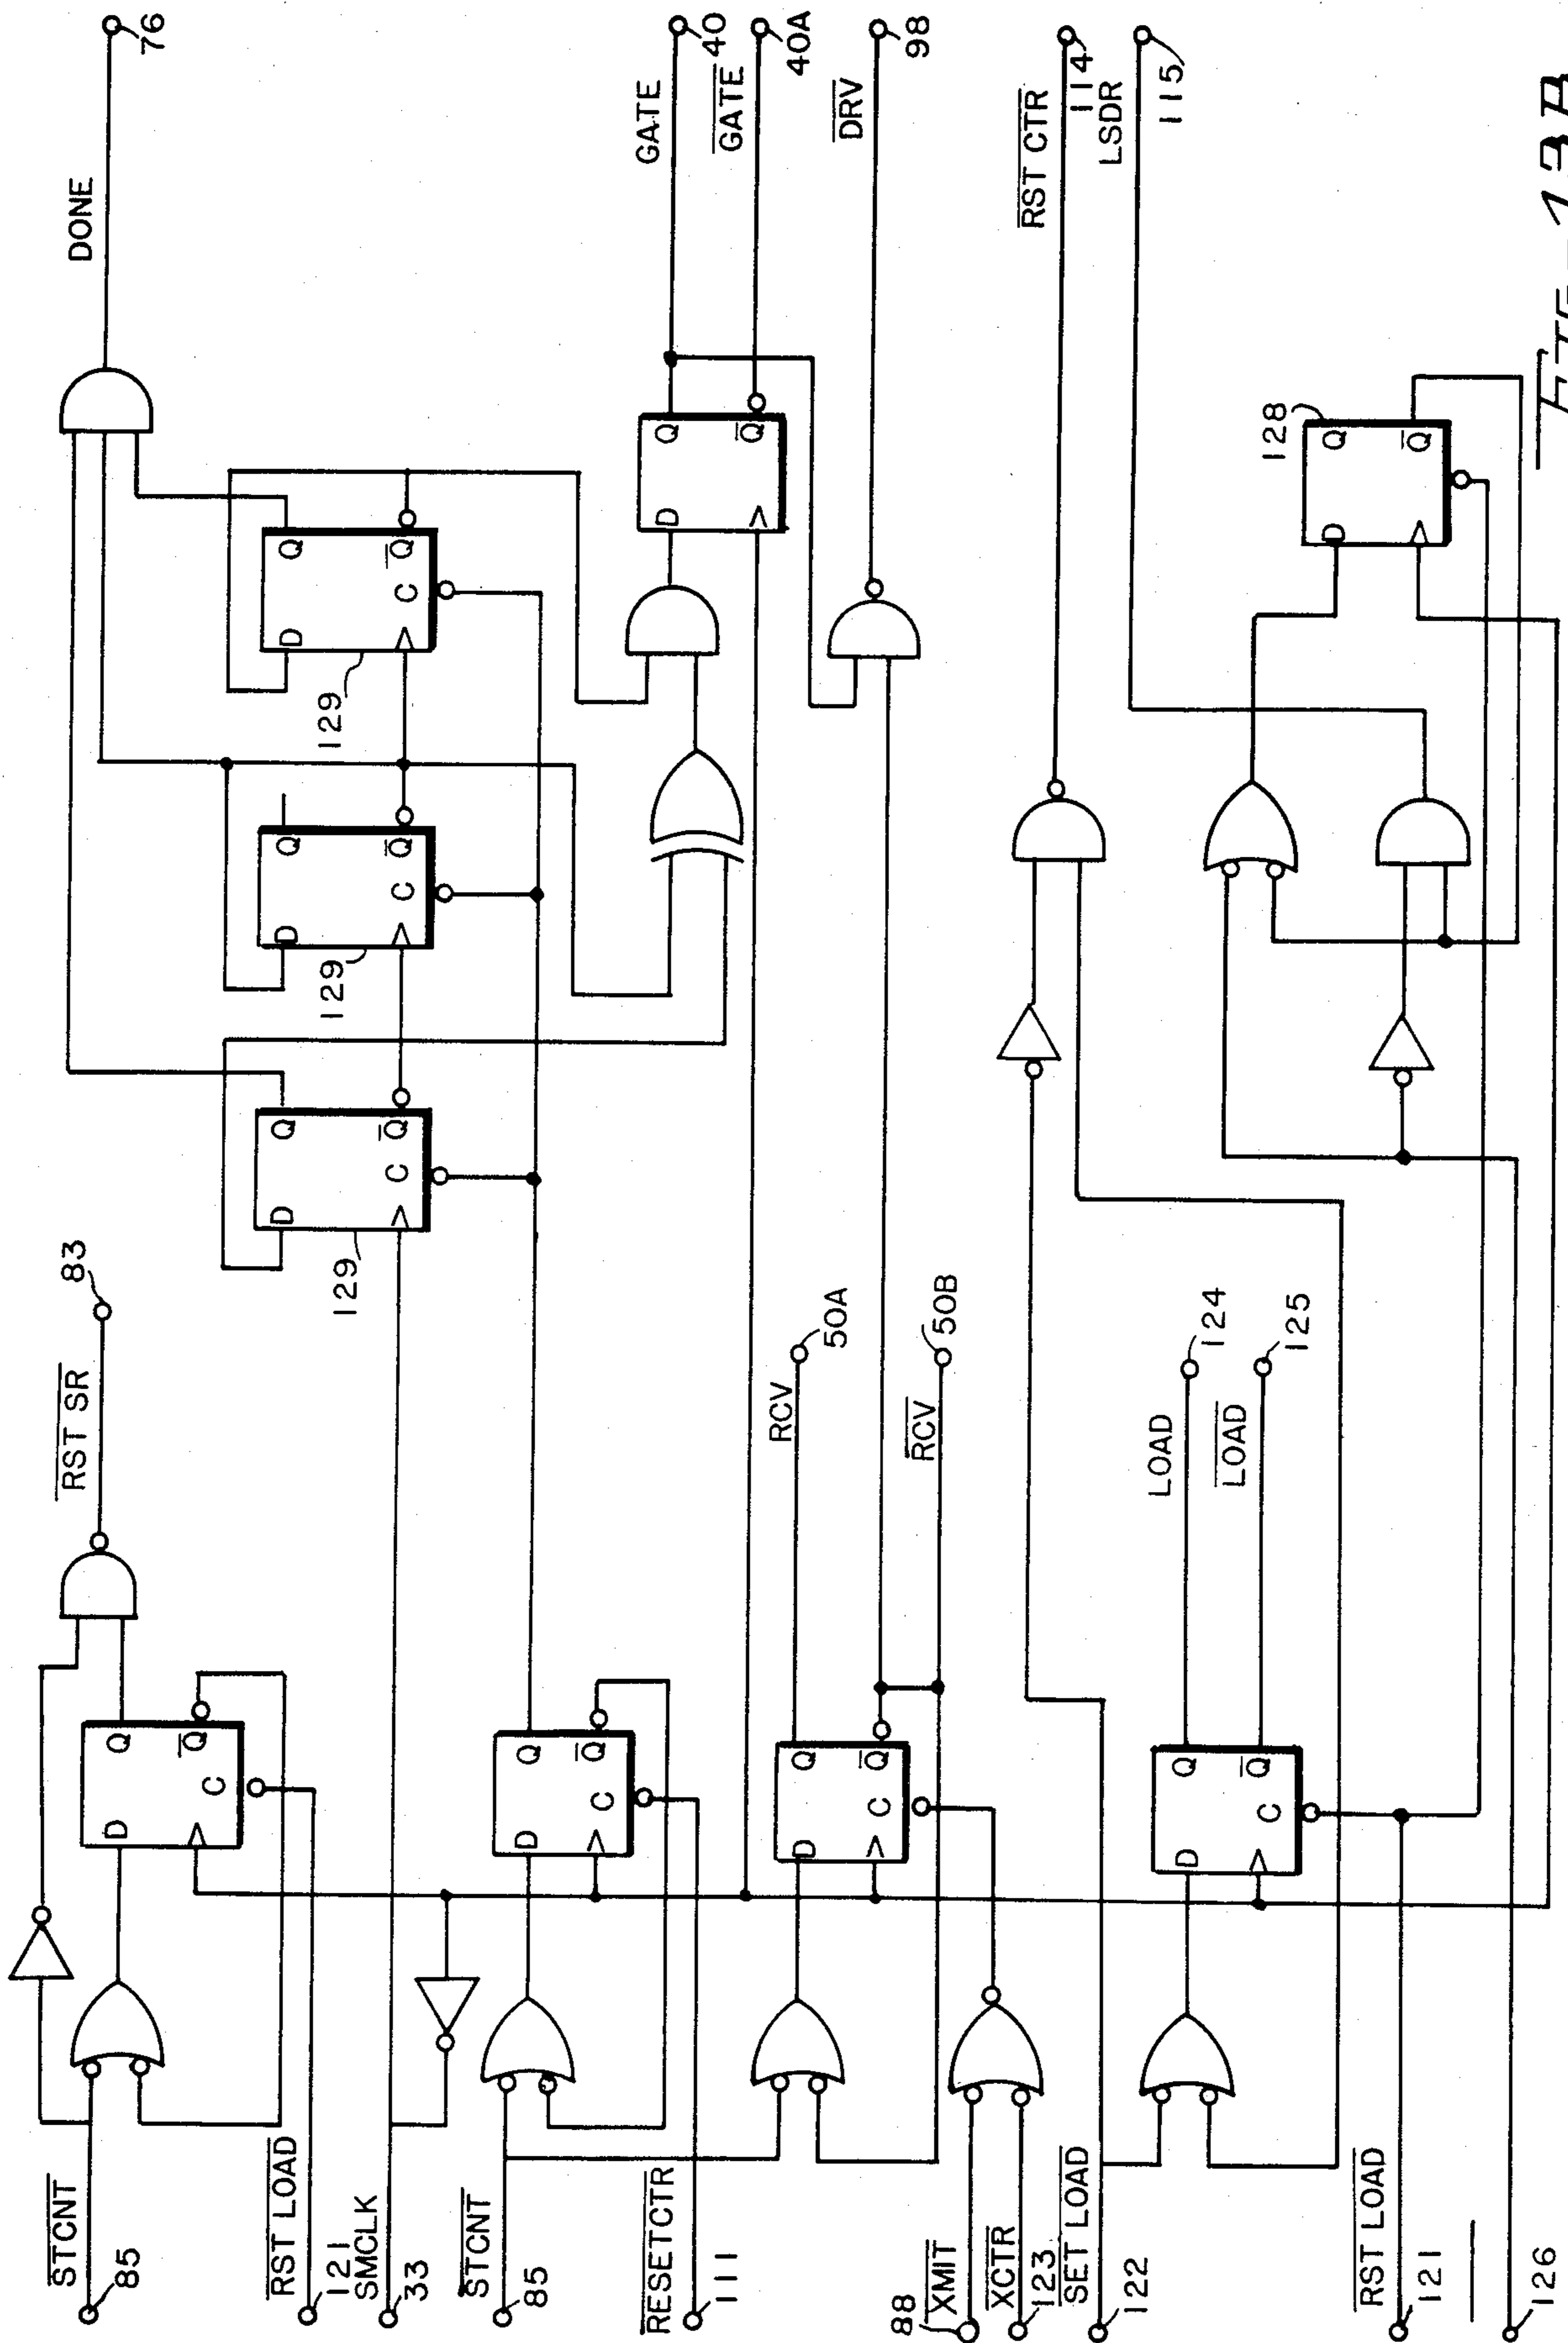 DONE
76
RST SR
83
Q
D
Q
C
129
D
Q
Q
C
129
D
Q
Q
C
129
D
Q
Q
C
STCNT
85
RST LOAD
121
SMCLK
33
GATE
40
GATE
40A
D
Q
Q
STCNT
85
D
Q
Q
C
RESETCTR
111
DRV
98
RCV
50A
D
Q
Q
C
RCV
50B
XMIT
88
XCTR
123
SET LOAD
122
RST CTR
114
LSDR
115
LOAD
124
LOAD
125
D
Q
Q
C
128
D
Q
Q
RST LOAD
121
126